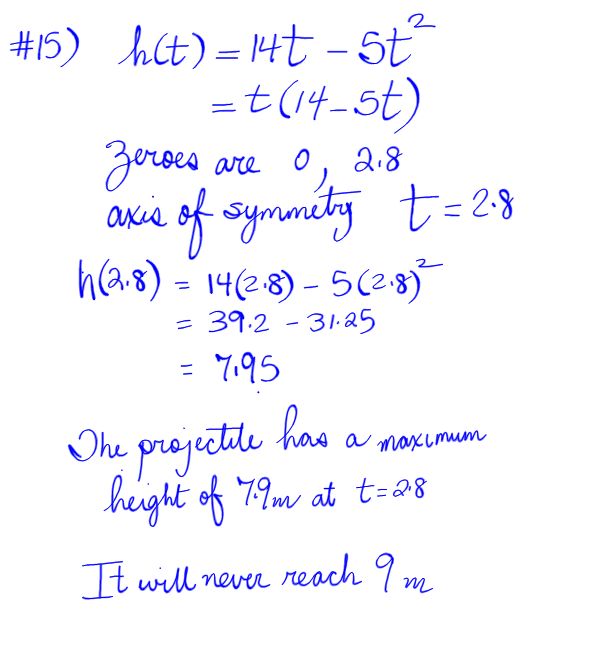 #15) h(t) = 14t - 5t²
= t(14-5t)
Zeroes are 0, 2.8
axis of symmetry t = 2.8
h(2.8) = 14(2.8) - 5(2.8)²
= 39.2 - 31.25
= 7.95
The projectile has a maximum
height of 7.9m at t=2.8
It will never reach 9 m